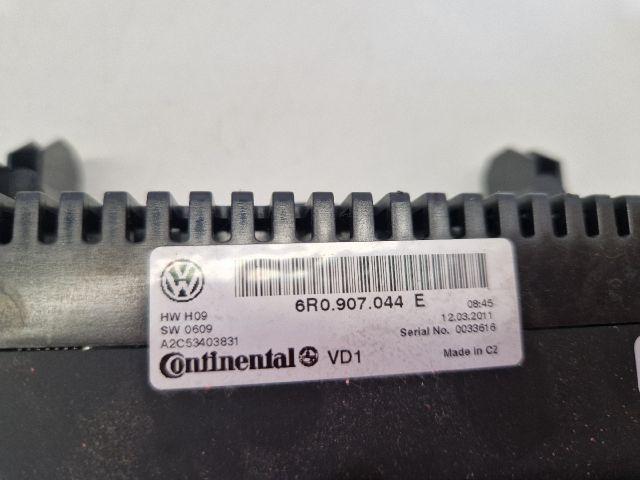 6R0.907.044 E
HW H09
08:45
SW 0609
12.03.2011
A2C53403831
Serial No. 0033616
Continental VD1
Made in CZ